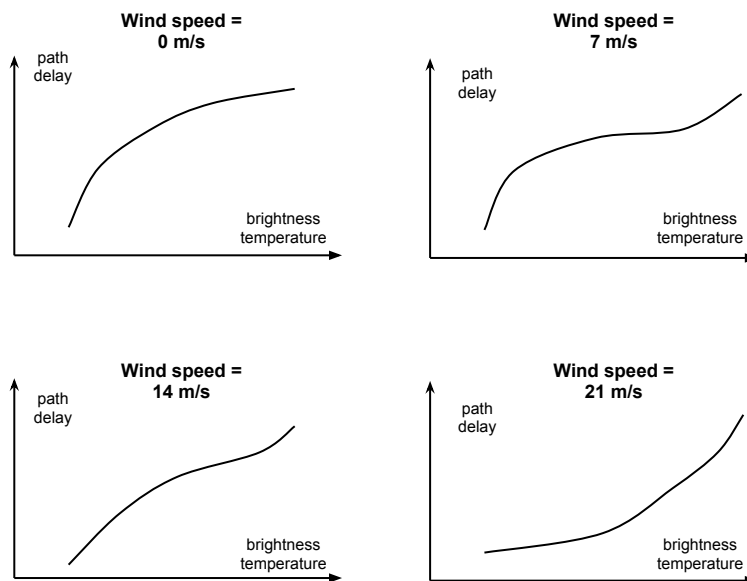 Wind speed =
0 m/s
path
delay
brightness
temperature
Wind speed =
7 m/s
path
delay
brightness
temperature
Wind speed =
14 m/s
path
delay
brightness
temperature
Wind speed =
21 m/s
path
delay
brightness
temperature